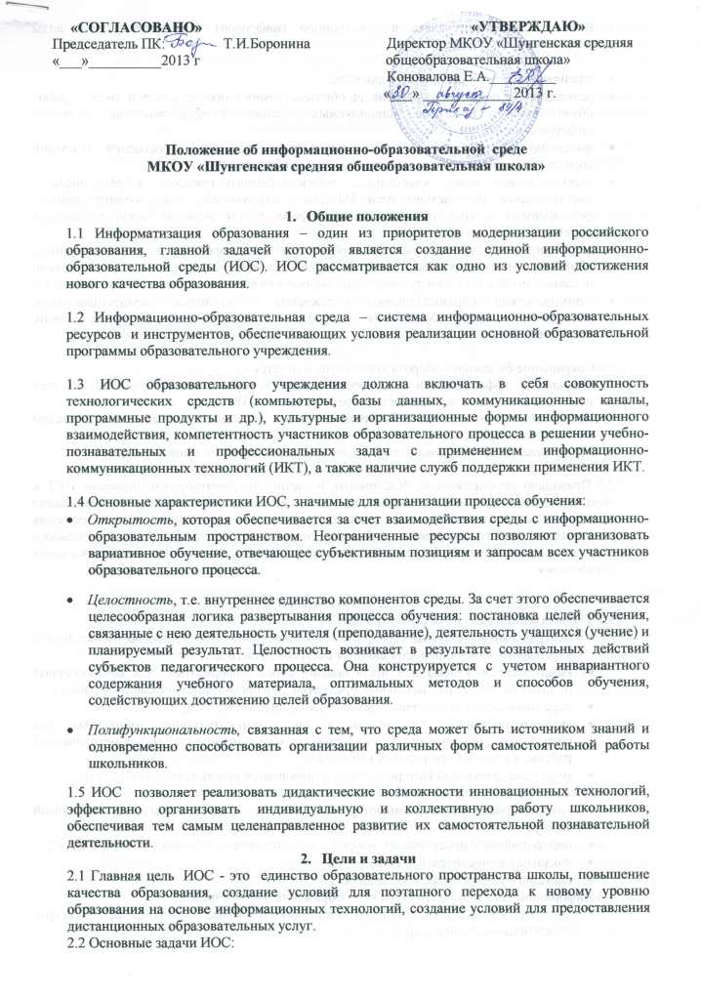 «СОГЛАСОВАНО» «УТВЕРЖДАЮ»
Председатель ПК: Т.И.Боронина Директор МКОУ «Шунгенская средняя
«___»__________2013 г общеобразовательная школа»
Коновалова Е.А.
«30» августа 2013 г.
Приказ № 89/4
Положение об информационно-образовательной среде
МКОУ «Шунгенская средняя общеобразовательная школа»
1. Общие положения
1.1 Информатизация образования – один из приоритетов модернизации российского
образования, главной задачей которой является создание единой информационно-
образовательной среды (ИОС). ИОС рассматривается как одно из условий достижения
нового качества образования.
1.2 Информационно-образовательная среда – система информационно-образовательных
ресурсов и инструментов, обеспечивающих условия реализации основной образовательной
программы образовательного учреждения.
1.3 ИОС образовательного учреждения должна включать в себя совокупность
технологических средств (компьютеры, базы данных, коммуникационные каналы,
программные продукты и др.), культурные и организационные формы информационного
взаимодействия, компетентность участников образовательного процесса в решении учебно-
познавательных и профессиональных задач с применением информационно-
коммуникационных технологий (ИКТ), а также наличие служб поддержки применения ИКТ.
1.4 Основные характеристики ИОС, значимые для организации процесса обучения:
• Открытость, которая обеспечивается за счет взаимодействия среды с информационно-
образовательным пространством. Неограниченные ресурсы позволяют организовать
вариативное обучение, отвечающее субъективным позициям и запросам всех участников
образовательного процесса.
• Целостность, т.е. внутреннее единство компонентов среды. За счет этого обеспечивается
целесообразная логика развертывания процесса обучения: постановка целей обучения,
связанные с нею деятельность учителя (преподавание), деятельность учащихся (учение) и
планируемый результат. Целостность возникает в результате сознательных действий
субъектов педагогического процесса. Она конструируется с учетом инвариантного
содержания учебного материала, оптимальных методов и способов обучения,
содействующих достижению целей образования.
• Полифункциональность, связанная с тем, что среда может быть источником знаний и
одновременно способствовать организации различных форм самостоятельной работы
школьников.
1.5 ИОС позволяет реализовать дидактические возможности инновационных технологий,
эффективно организовать индивидуальную и коллективную работу школьников,
обеспечивая тем самым целенаправленное развитие их самостоятельной познавательной
деятельности.
2. Цели и задачи
2.1 Главная цель ИОС - это единство образовательного пространства школы, повышение
качества образования, создание условий для поэтапного перехода к новому уровню
образования на основе информационных технологий, создание условий для предоставления
дистанционных образовательных услуг.
2.2 Основные задачи ИОС: